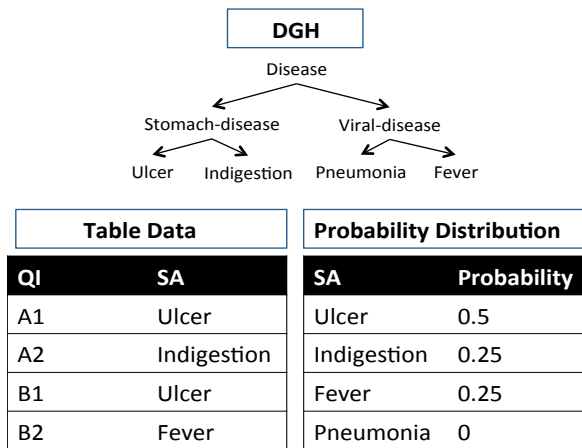 DGH
Disease
Stomach-disease Viral-disease
Ulcer Indigestion Pneumonia Fever
Table Data
QI SA
A1 Ulcer
A2 Indigestion
B1 Ulcer
B2 Fever
Probability Distribution
SA Probability
Ulcer 0.5
Indigestion 0.25
Fever 0.25
Pneumonia 0